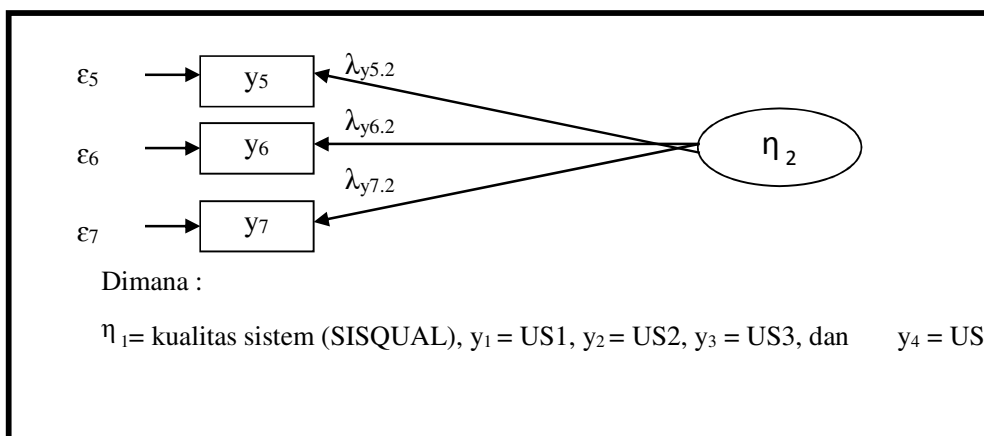 λy5.2
ε5 y5
λy6.2
ε6 y6 η2
λy7.2
ε7 y7
Dimana :
η1= kualitas sistem (SISQUAL), y1 = US1, y2 = US2, y3 = US3, dan y4 = US